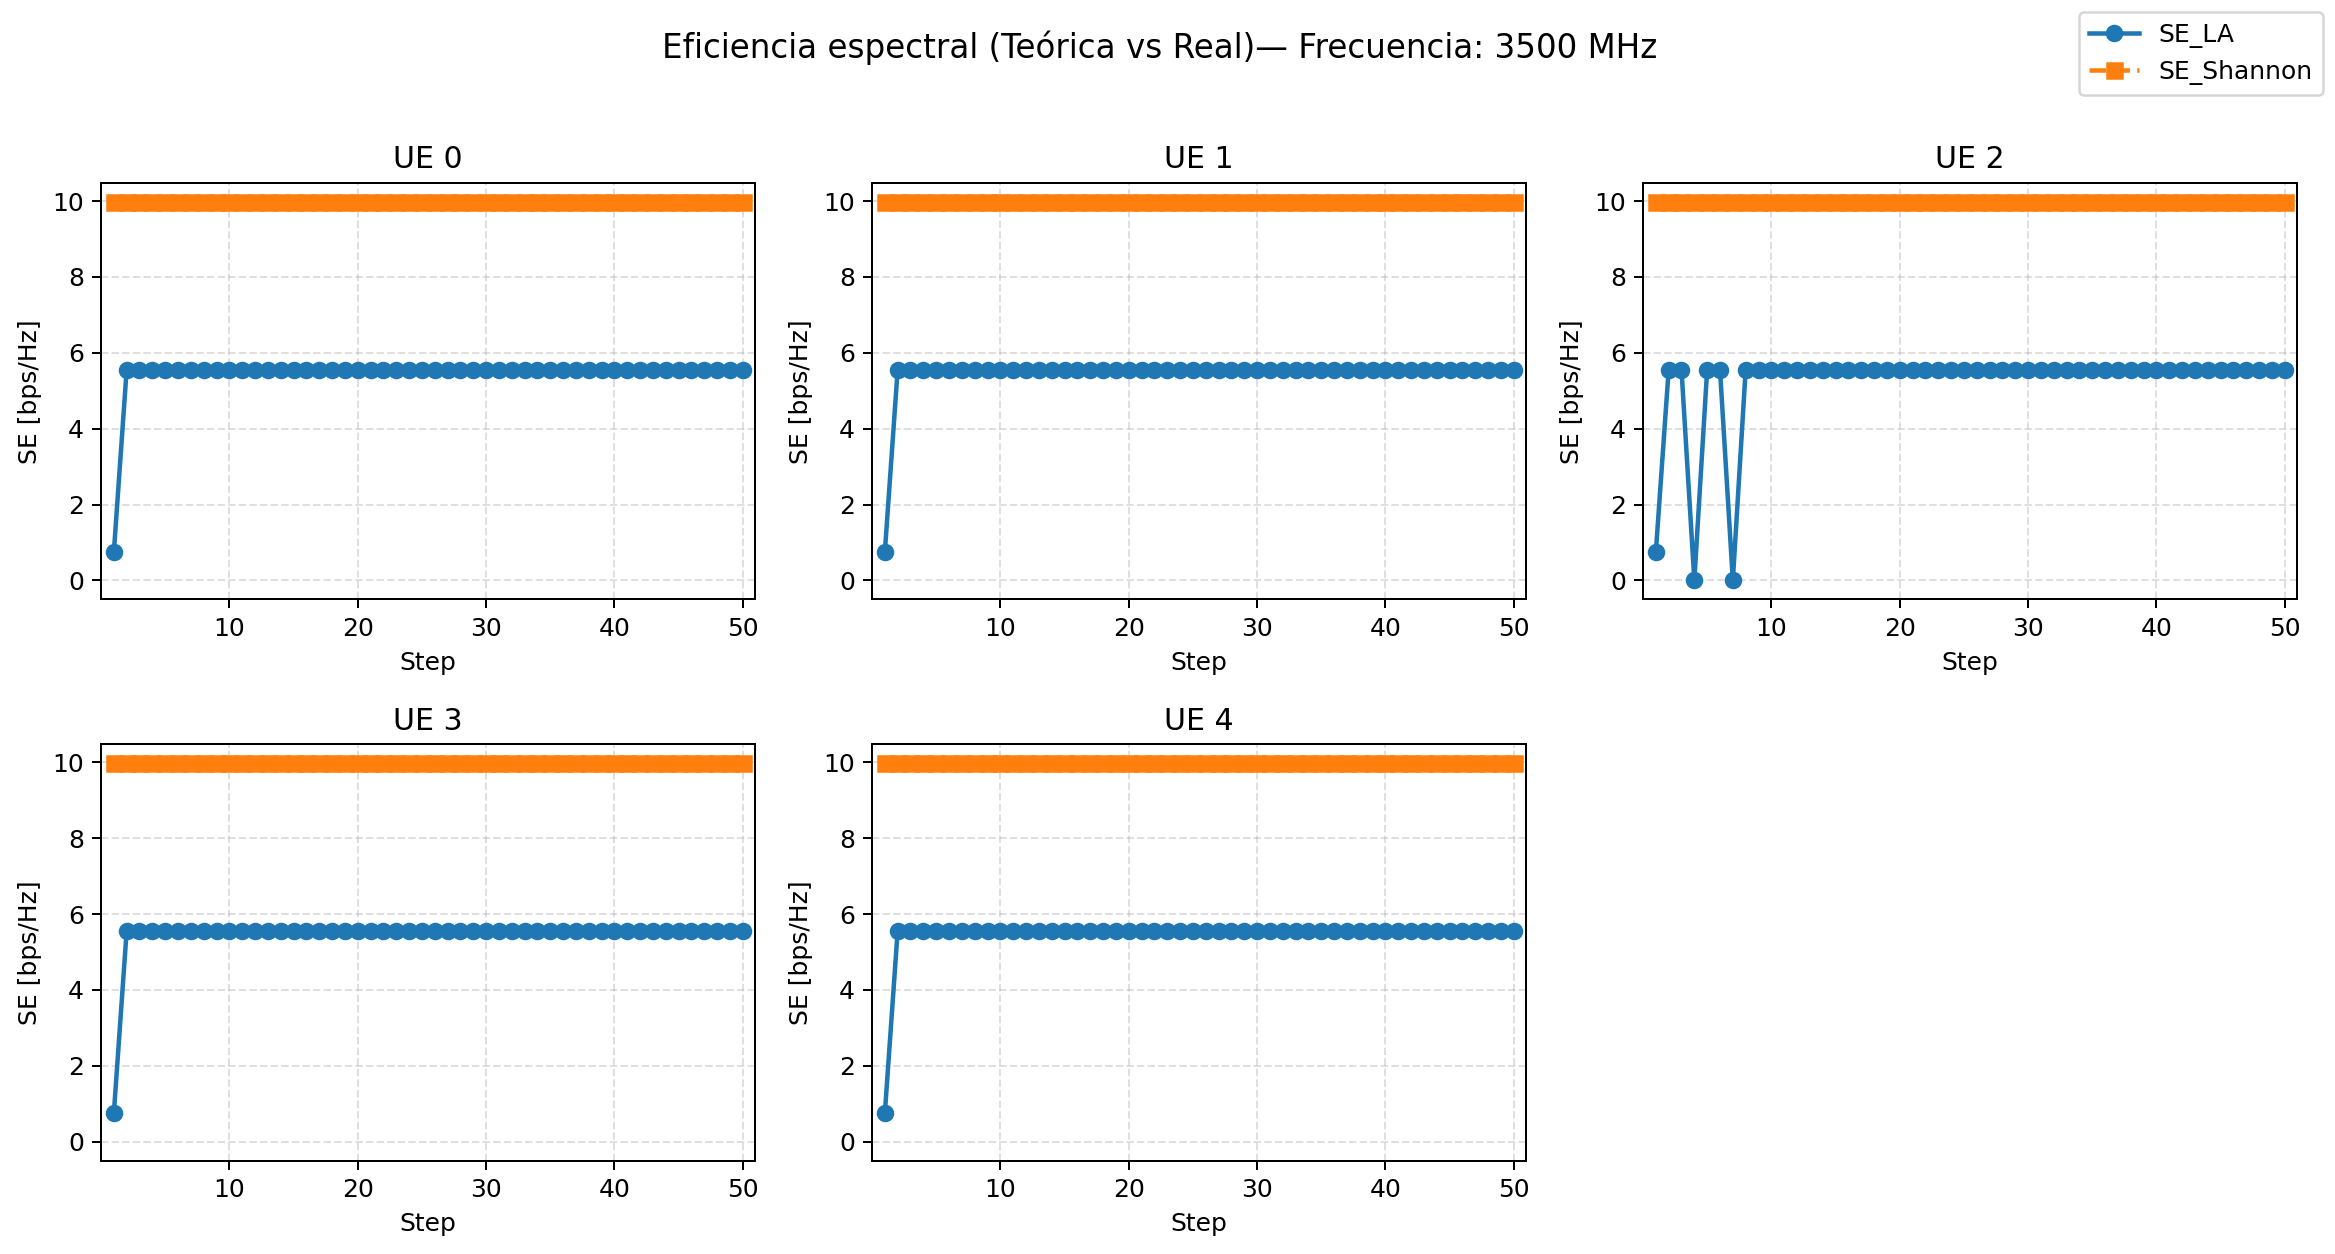 Eficiencia espectral (Teórica vs Real)— Frecuencia: 3500 MHz
SE_LA
SE_Shannon
UE 0
SE [bps/Hz]
10
8
6
4
2
0
10 20 30 40 50
Step
UE 1
SE [bps/Hz]
10
8
6
4
2
0
10 20 30 40 50
Step
UE 2
SE [bps/Hz]
10
8
6
4
2
0
10 20 30 40 50
Step
UE 3
SE [bps/Hz]
10
8
6
4
2
0
10 20 30 40 50
Step
UE 4
SE [bps/Hz]
10
8
6
4
2
0
10 20 30 40 50
Step